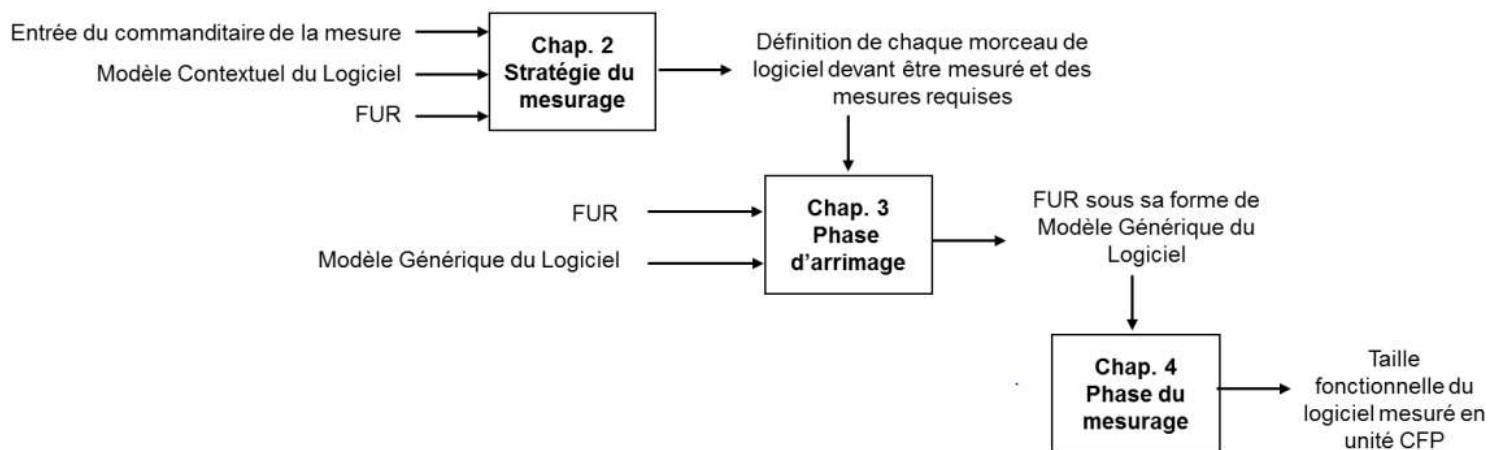 Entrée du commanditaire de la mesure
Modèle Contextuel du Logiciel
FUR
Chap. 2
Stratégie du
mesurage
Définition de chaque morceau de
logiciel devant être mesuré et des
mesures requises
FUR
Modèle Générique du Logiciel
Chap. 3
Phase
d'arrimage
FUR sous sa forme de
Modèle Générique du
Logiciel
Chap. 4
Phase du
mesurage
Taille
fonctionnelle du
logiciel mesuré en
unité CFP